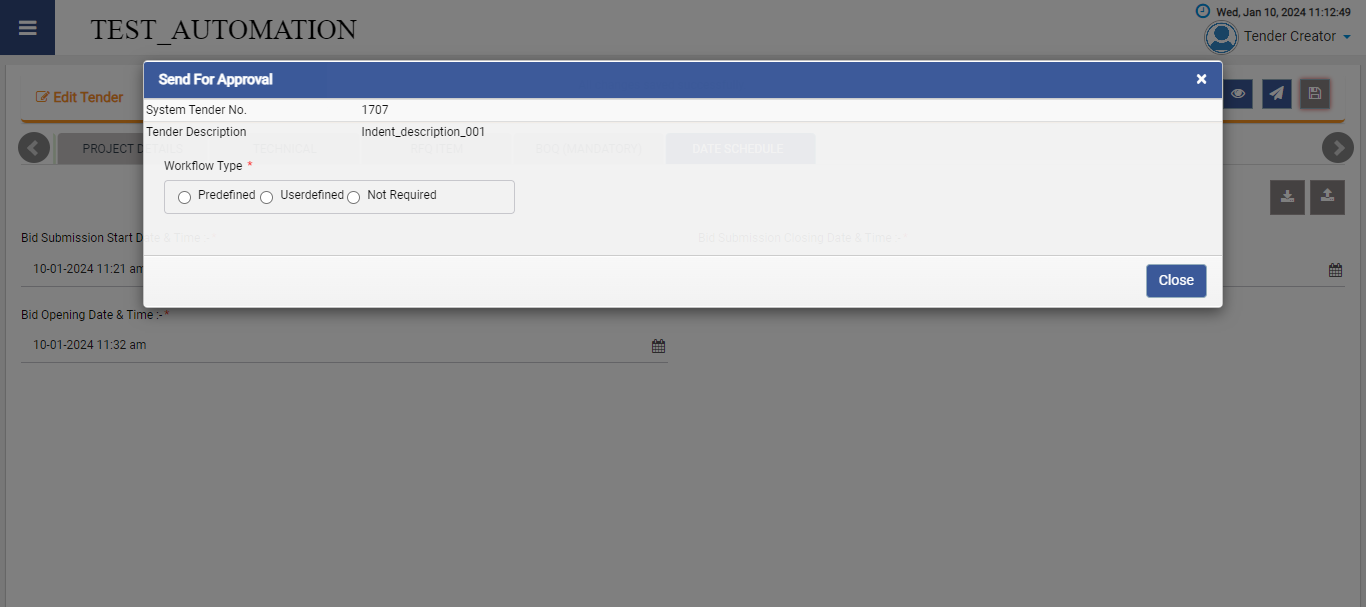 TEST_AUTOMATION
Wed, Jan 10, 2024 11:12:49
Tender Creator
Send For Approval
Edit Tender
System Tender No. 1707
Tender Description Indent_description_001
PROJECT DETAILS TECHNICAL RFQ ITEM BOQ (MANDATORY) DATE SCHEDULE
Workflow Type *
Predefined Userdefined Not Required
Bid Submission Start Date & Time :-* Bid Submission Closing Date & Time :-*
10-01-2024 11:21 am
Close
Bid Opening Date & Time :-*
10-01-2024 11:32 am